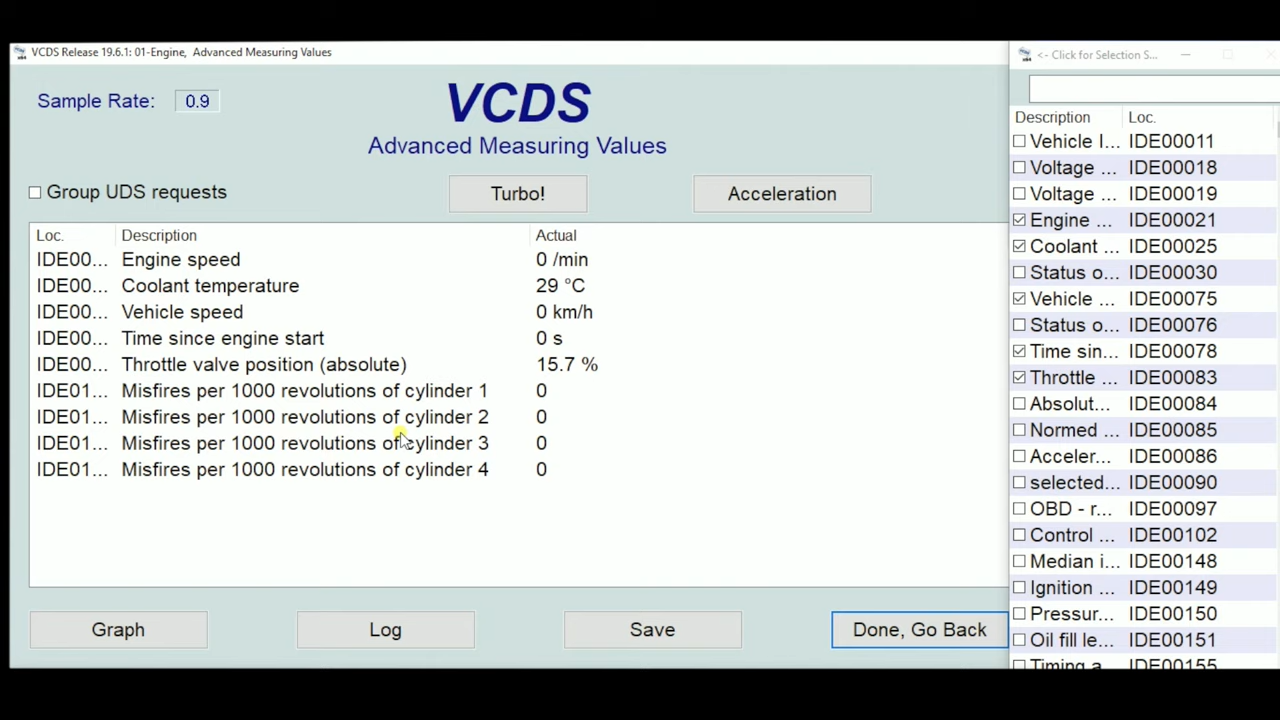 VCDS Release 19.6.1: 01-Engine, Advanced Measuring Values
Sample Rate: 0.9
VCDS
Advanced Measuring Values
Group UDS requests
Turbo!
Acceleration
Loc. Description Actual
IDE00... Engine speed 0 /min
IDE00... Coolant temperature 29 °C
IDE00... Vehicle speed 0 km/h
IDE00... Time since engine start 0 s
IDE00... Throttle valve position (absolute) 15.7 %
IDE01... Misfires per 1000 revolutions of cylinder 1 0
IDE01... Misfires per 1000 revolutions of cylinder 2 0
IDE01... Misfires per 1000 revolutions of cylinder 3 0
IDE01... Misfires per 1000 revolutions of cylinder 4 0
Graph
Log
Save
Done, Go Back
<- Click for Selection S...
Description Loc.
Vehicle I... IDE00011
Voltage ... IDE00018
Voltage ... IDE00019
Engine ... IDE00021
Coolant ... IDE00025
Status o... IDE00030
Vehicle ... IDE00075
Status o... IDE00076
Time sin... IDE00078
Throttle ... IDE00083
Absolut... IDE00084
Normed ... IDE00085
Acceler... IDE00086
selected... IDE00090
OBD - r... IDE00097
Control ... IDE00102
Median i... IDE00148
Ignition ... IDE00149
Pressur... IDE00150
Oil fill le... IDE00151
Timing a... IDE00155